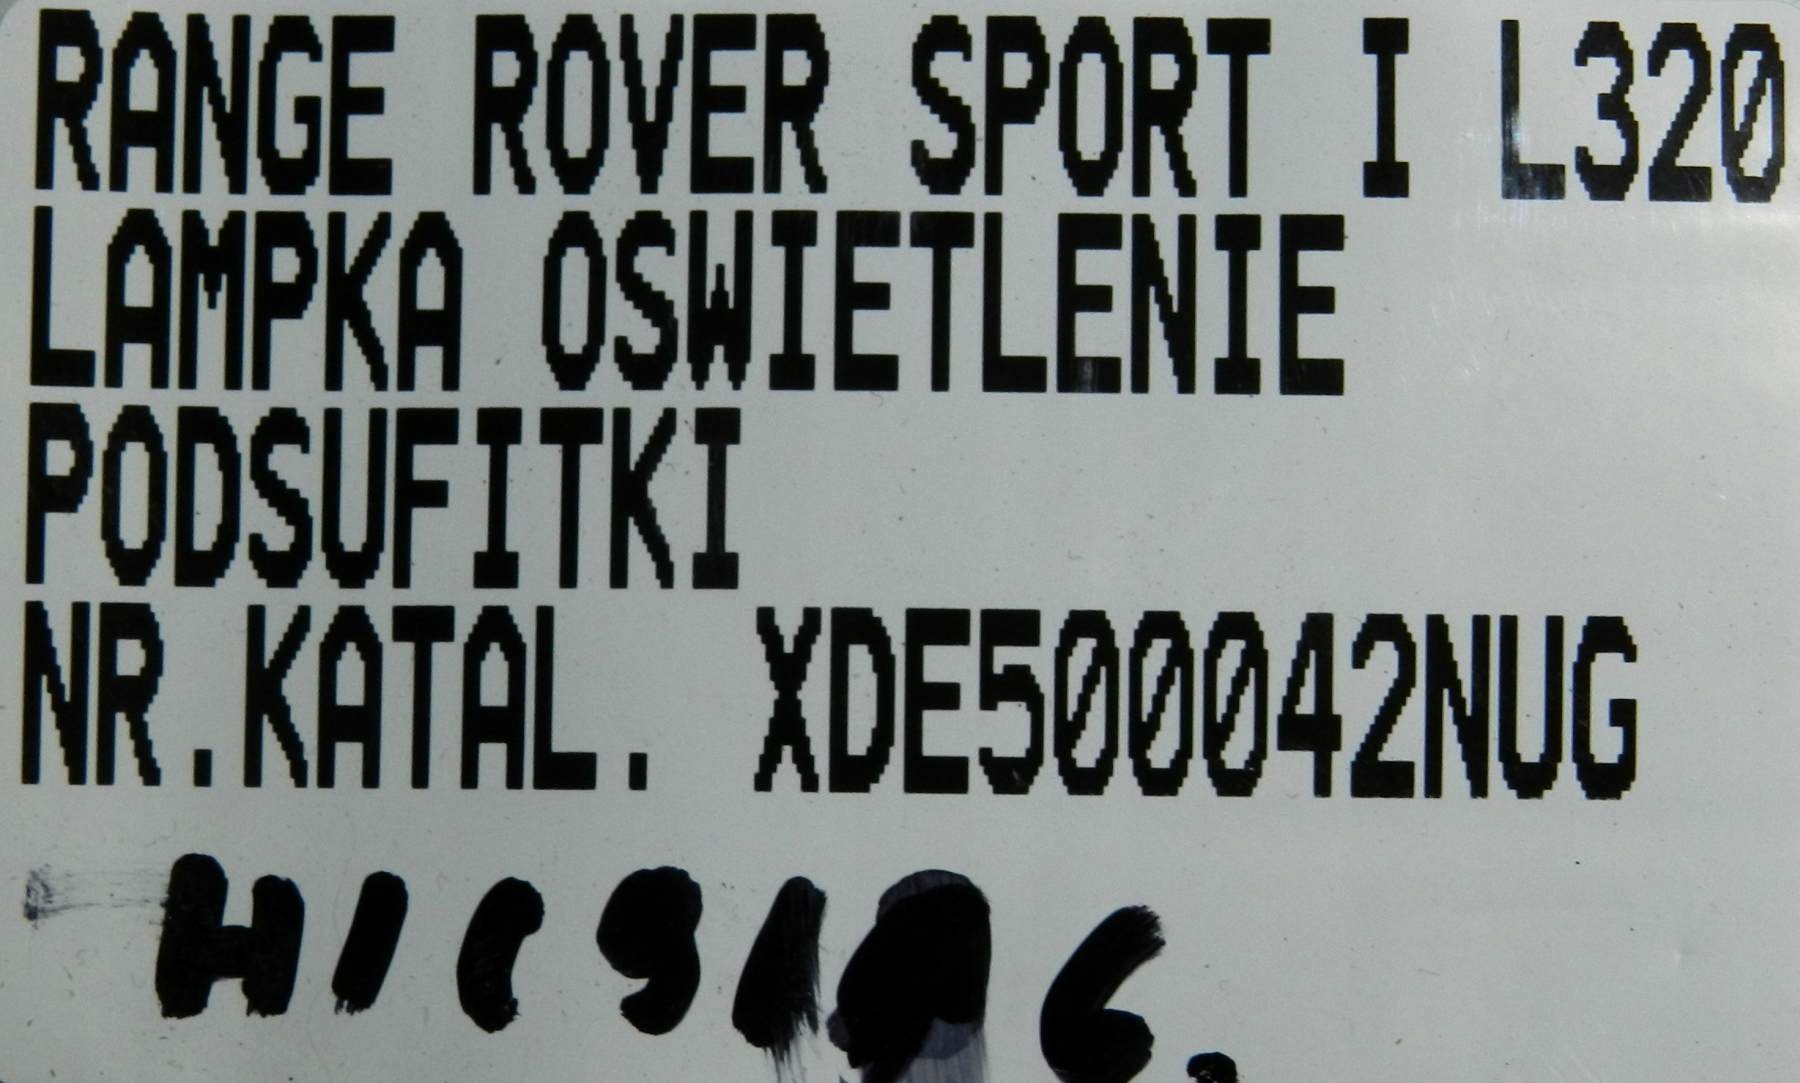 RANGE ROVER SPORT I L320
LAMPKA OSWIETLENIE
PODSUFITKI
NR.KATAL. XDE500042NUG